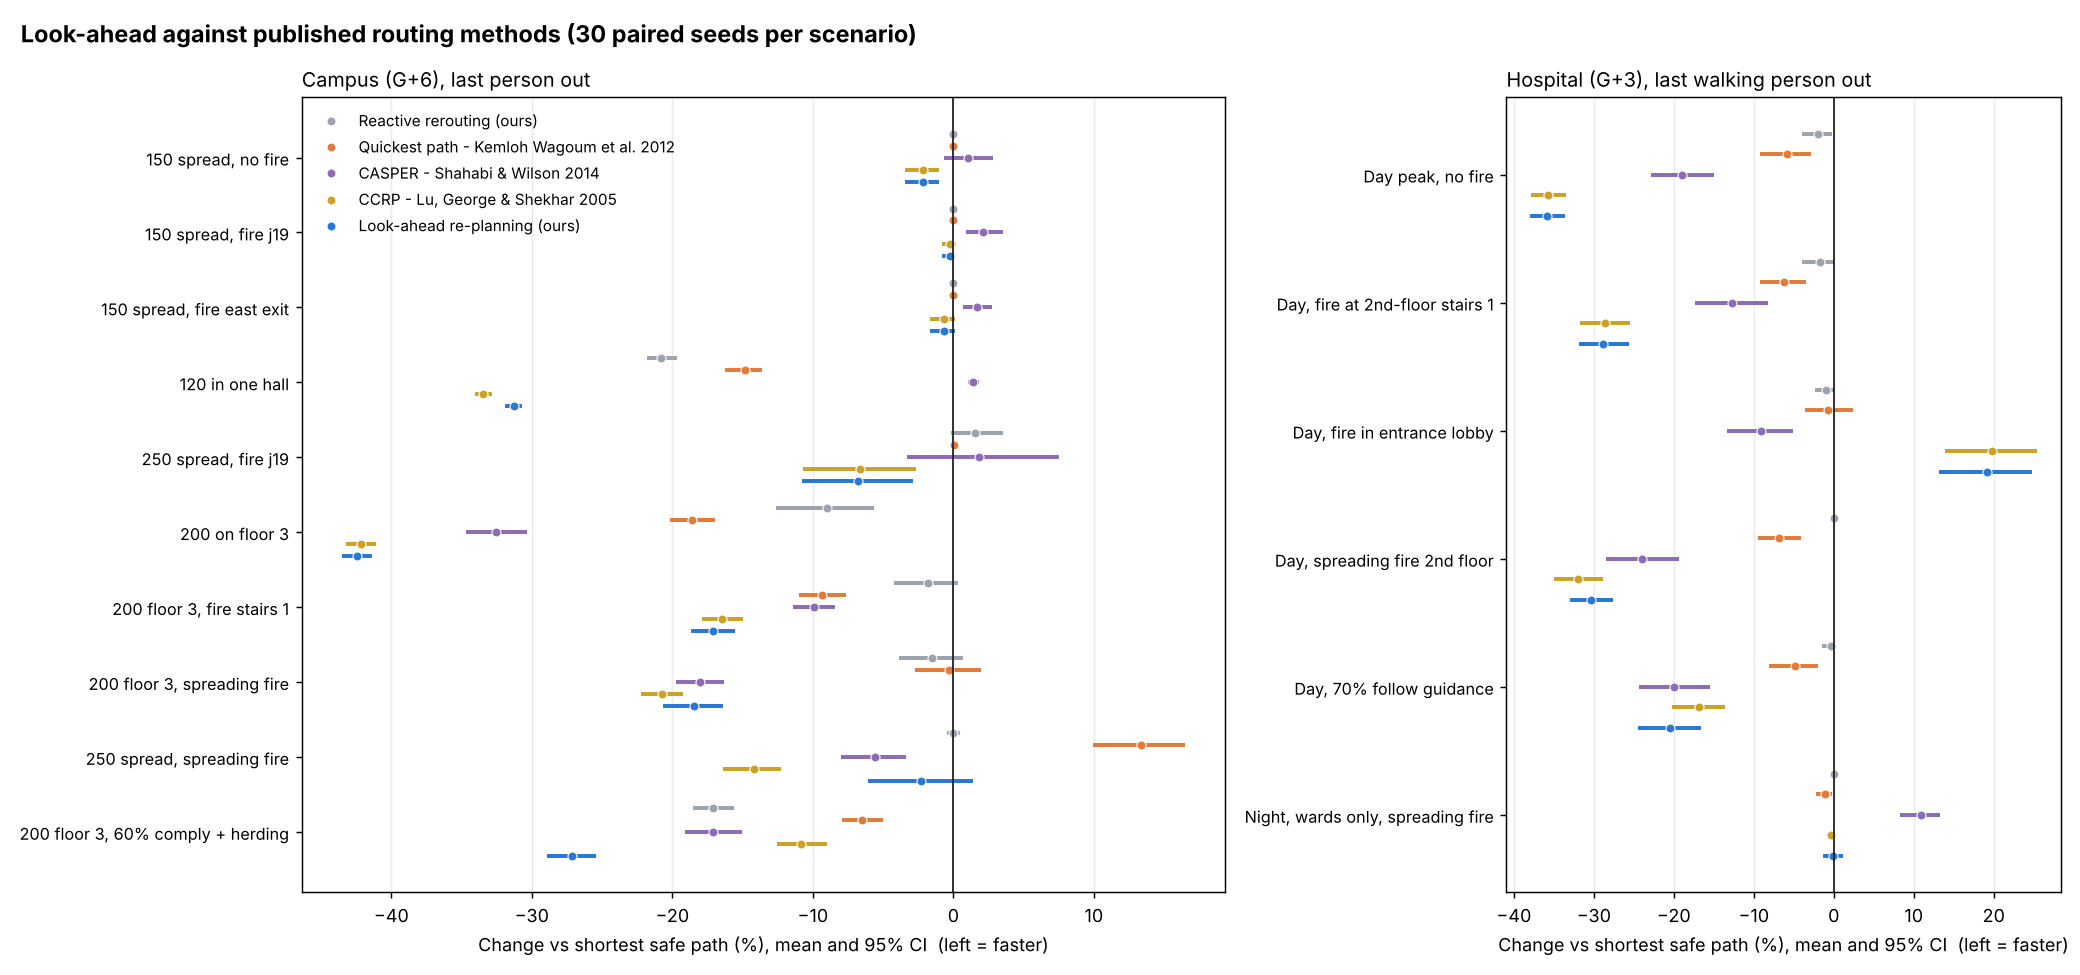 Look-ahead against published routing methods (30 paired seeds per scenario)
Campus (G+6), last person out
Reactive rerouting (ours)
Quickest path - Kemloh Wagoum et al. 2012
CASPER - Shahabi & Wilson 2014
CCRP - Lu, George & Shekhar 2005
Look-ahead re-planning (ours)
150 spread, no fire
150 spread, fire j19
150 spread, fire east exit
120 in one hall
250 spread, fire j19
200 on floor 3
200 floor 3, fire stairs 1
200 floor 3, spreading fire
250 spread, spreading fire
200 floor 3, 60% comply + herding
−40 −30 −20 −10 0 10
Change vs shortest safe path (%), mean and 95% CI (left = faster)
Hospital (G+3), last walking person out
Day peak, no fire
Day, fire at 2nd-floor stairs 1
Day, fire in entrance lobby
Day, spreading fire 2nd floor
Day, 70% follow guidance
Night, wards only, spreading fire
−40 −30 −20 −10 0 10 20
Change vs shortest safe path (%), mean and 95% CI (left = faster)